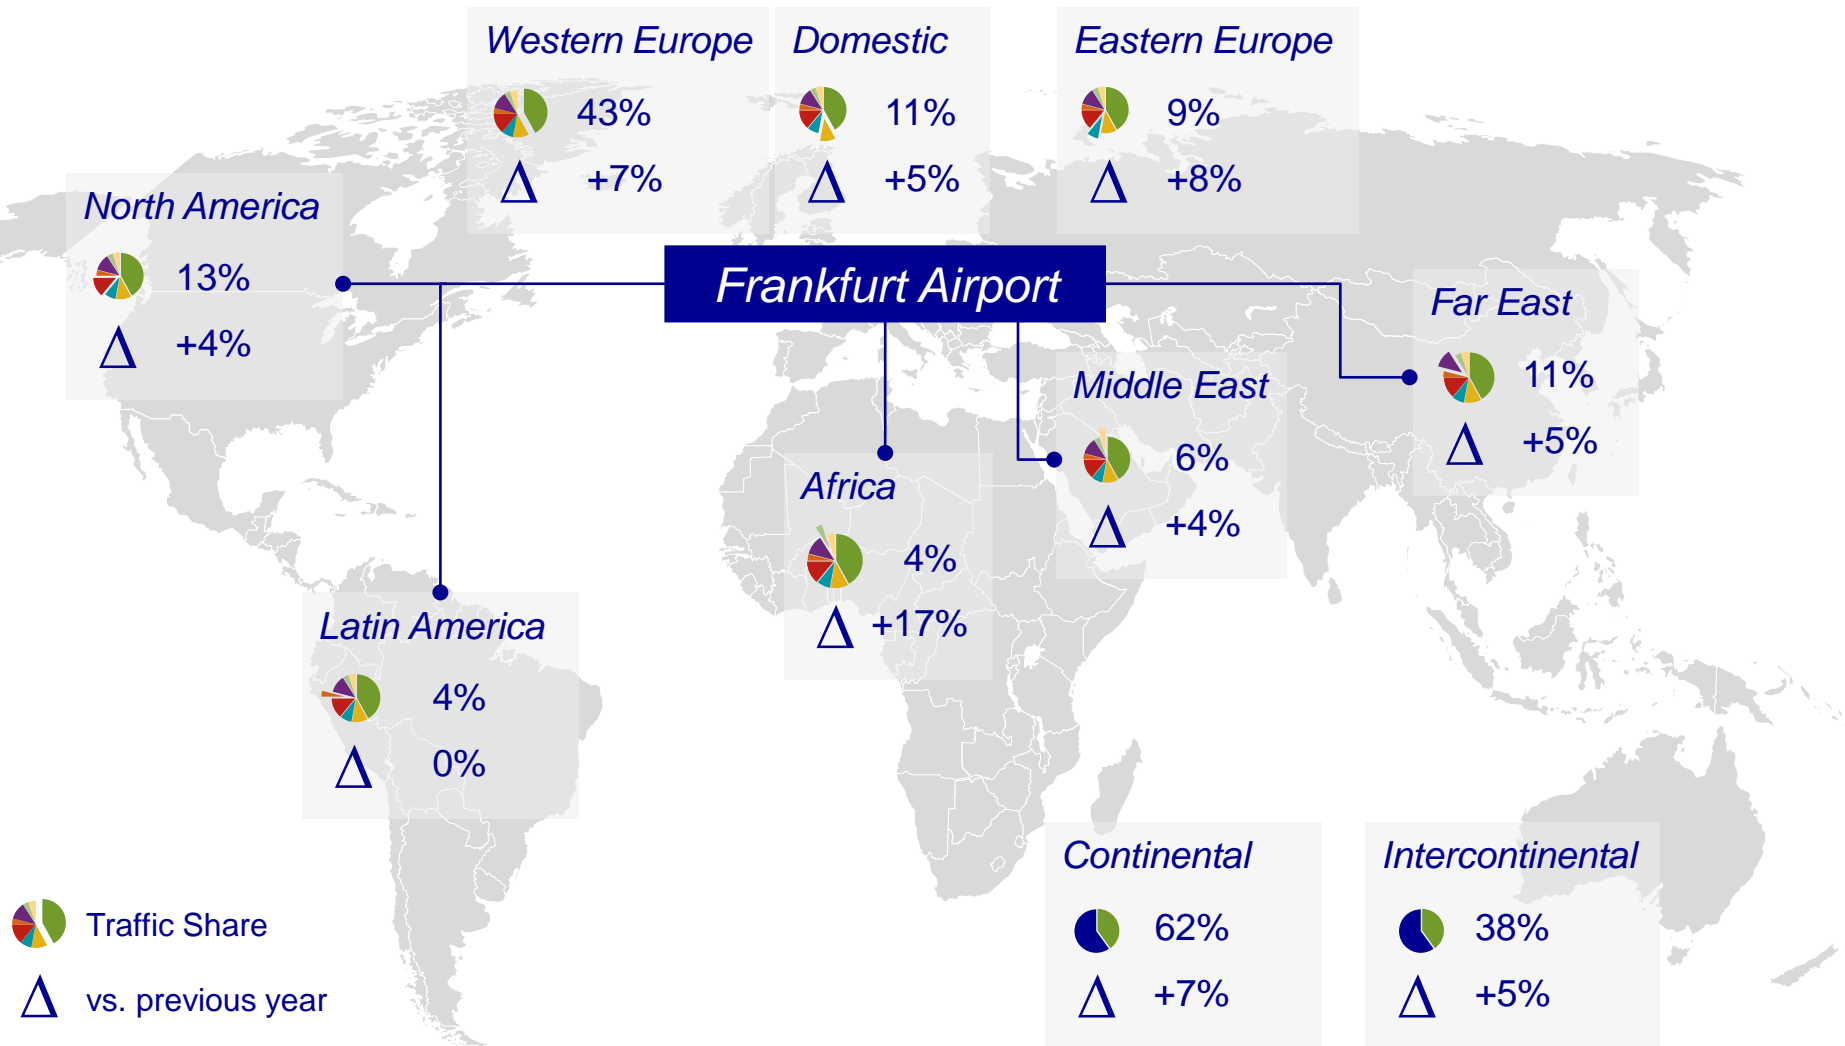 Western Europe
43%
Δ +7%
Domestic
11%
Δ +5%
Eastern Europe
9%
Δ +8%
North America
13%
Δ +4%
Frankfurt Airport
Far East
11%
Δ +5%
Middle East
6%
Δ +4%
Africa
4%
Δ +17%
Latin America
4%
Δ 0%
Continental
62%
Δ +7%
Intercontinental
38%
Δ +5%
Traffic Share
Δ vs. previous year